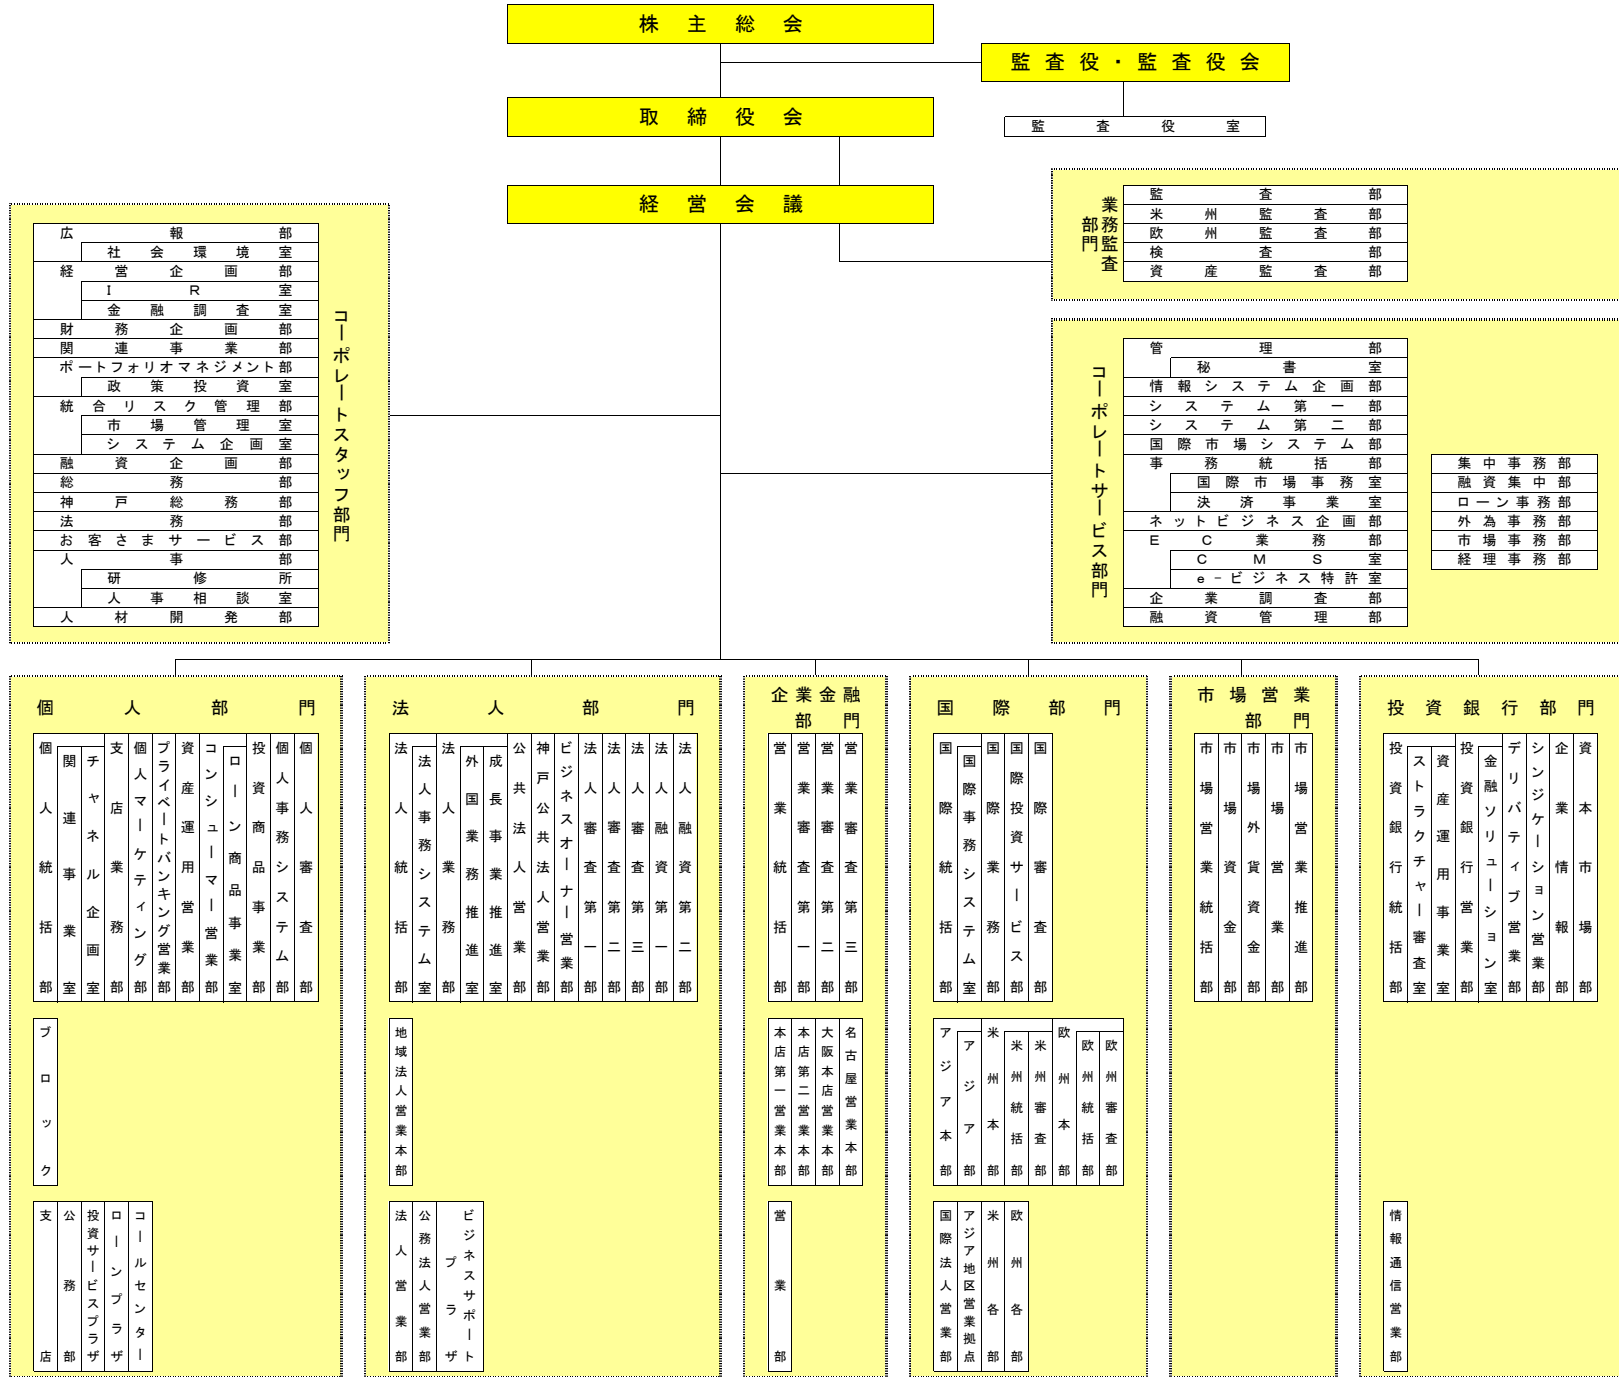 株主総会
監査役・監査役会
取締役会
監査役室
経営会議
業務監査部門
監査部
米州監査部
欧州監査部
検査部
資産監査部
コーポレートスタッフ部門
広報部
社会環境室
経営企画部
IR室
金融調査室
財務企画部
関連事業部
ポートフォリオマネジメント部
政策投資室
統合リスク管理部
市場管理室
システム企画室
融資企画部
総務部
神戸総務部
法務部
お客さまサービス部
人事部
研修所
人事相談室
人材開発部
コーポレートサービス部門
管理部
秘書室
情報システム企画部
システム第一部
システム第二部
国際市場システム部
事務統括部
国際市場事務室
決済事業室
ネットビジネス企画部
EC業務部
CMS室
e-ビジネス特許室
企業調査部
融資管理部
集中事務部
融資集中部
ローン事務部
外為事務部
市場事務部
経理事務部
個人部門
個人統括部
関連事業室
チャネル企画室
支店業務部
個人マーケティング部
プライベートバンキング営業部
資産運用営業部
コンシューマー営業部
ローン商品事業室
投資商品事業部
個人事務システム部
個人審査部
ブロック
支店
公務部
投資サービスプラザ
ローンプラザ
コールセンター
法人部門
法人統括部
法人事務システム室
法人業務部
外国業務推進室
成長事業推進室
公共法人営業部
神戸公共法人営業部
ビジネスオーナー営業部
法人審査第一部
法人審査第二部
法人審査第三部
法人融資第一部
法人融資第二部
地域法人営業本部
法人営業部
公務法人営業部
ビジネスサポート
プラザ
企業金融
部門
営業統括部
営業審査第一部
営業審査第二部
営業審査第三部
本店第一営業本部
本店第二営業本部
大阪本店営業本部
名古屋営業本部
営業部
国際部門
国際統括部
国際事務システム室
国際業務部
国際投資サービス部
国際審査部
アジア本部
アジア部
米州本部
米州統括部
米州審査部
欧州本部
欧州統括部
欧州審査部
国際法人営業部
アジア地区営業拠点
米州各部
欧州各部
市場営業
部門
市場営業統括部
市場資金部
市場外貨資金部
市場営業部
市場営業推進部
投資銀行部門
投資銀行統括部
ストラクチャー審査室
資産運用事業室
投資銀行営業部
金融ソリューション室
デリバティブ営業部
シンジケーション営業部
企業情報部
資本市場部
情報通信営業部